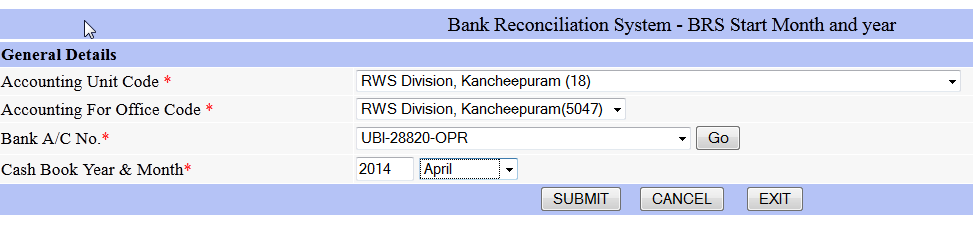 Bank Reconciliation System - BRS Start Month and year
General Details
Accounting Unit Code * RWS Division, Kancheepuram (18)
Accounting For Office Code * RWS Division, Kancheepuram(5047)
Bank A/C No.* UBI-28820-OPR Go
Cash Book Year & Month* 2014 April
SUBMIT CANCEL EXIT